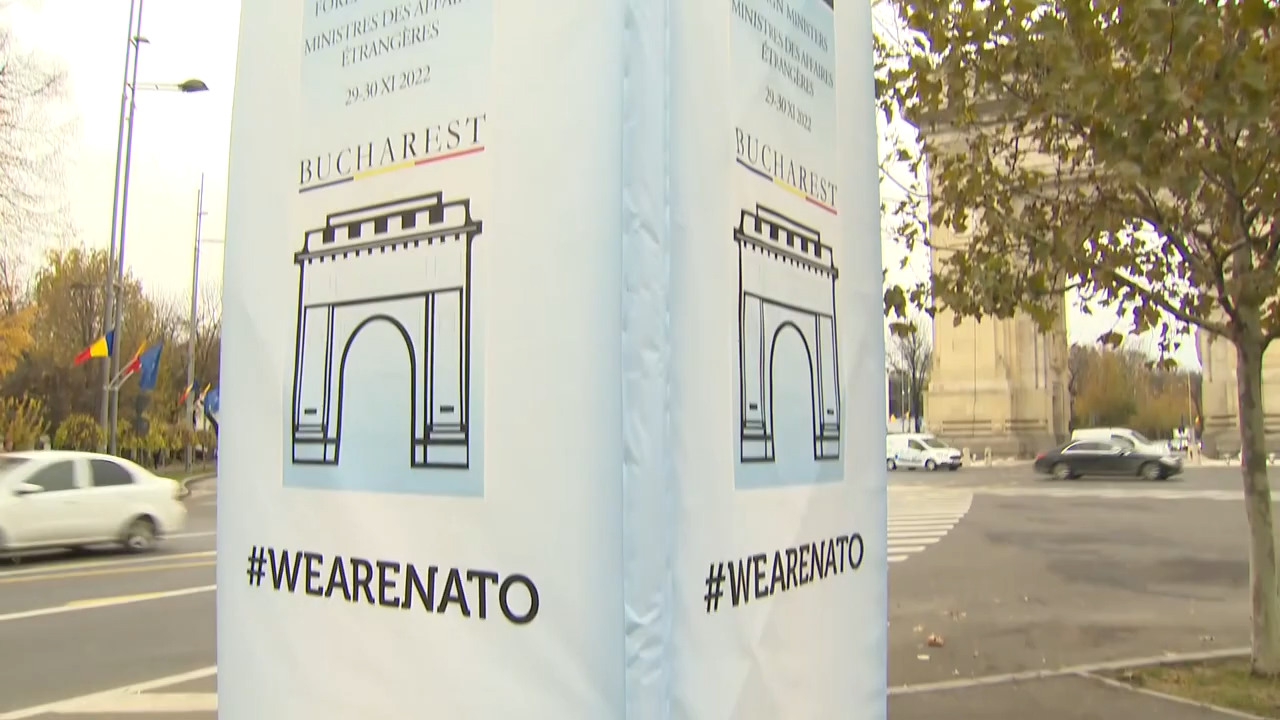 MINISTRES DES AFFAIRES
ÉTRANGÈRES
29-30 XI 2022
BUCHAREST
#WEARENATO
MINISTERS
MINISTRES DES AFFAIRES
ÉTRANGÈRES
29-30 XI 2022
BUCHAREST
#WEARENATO